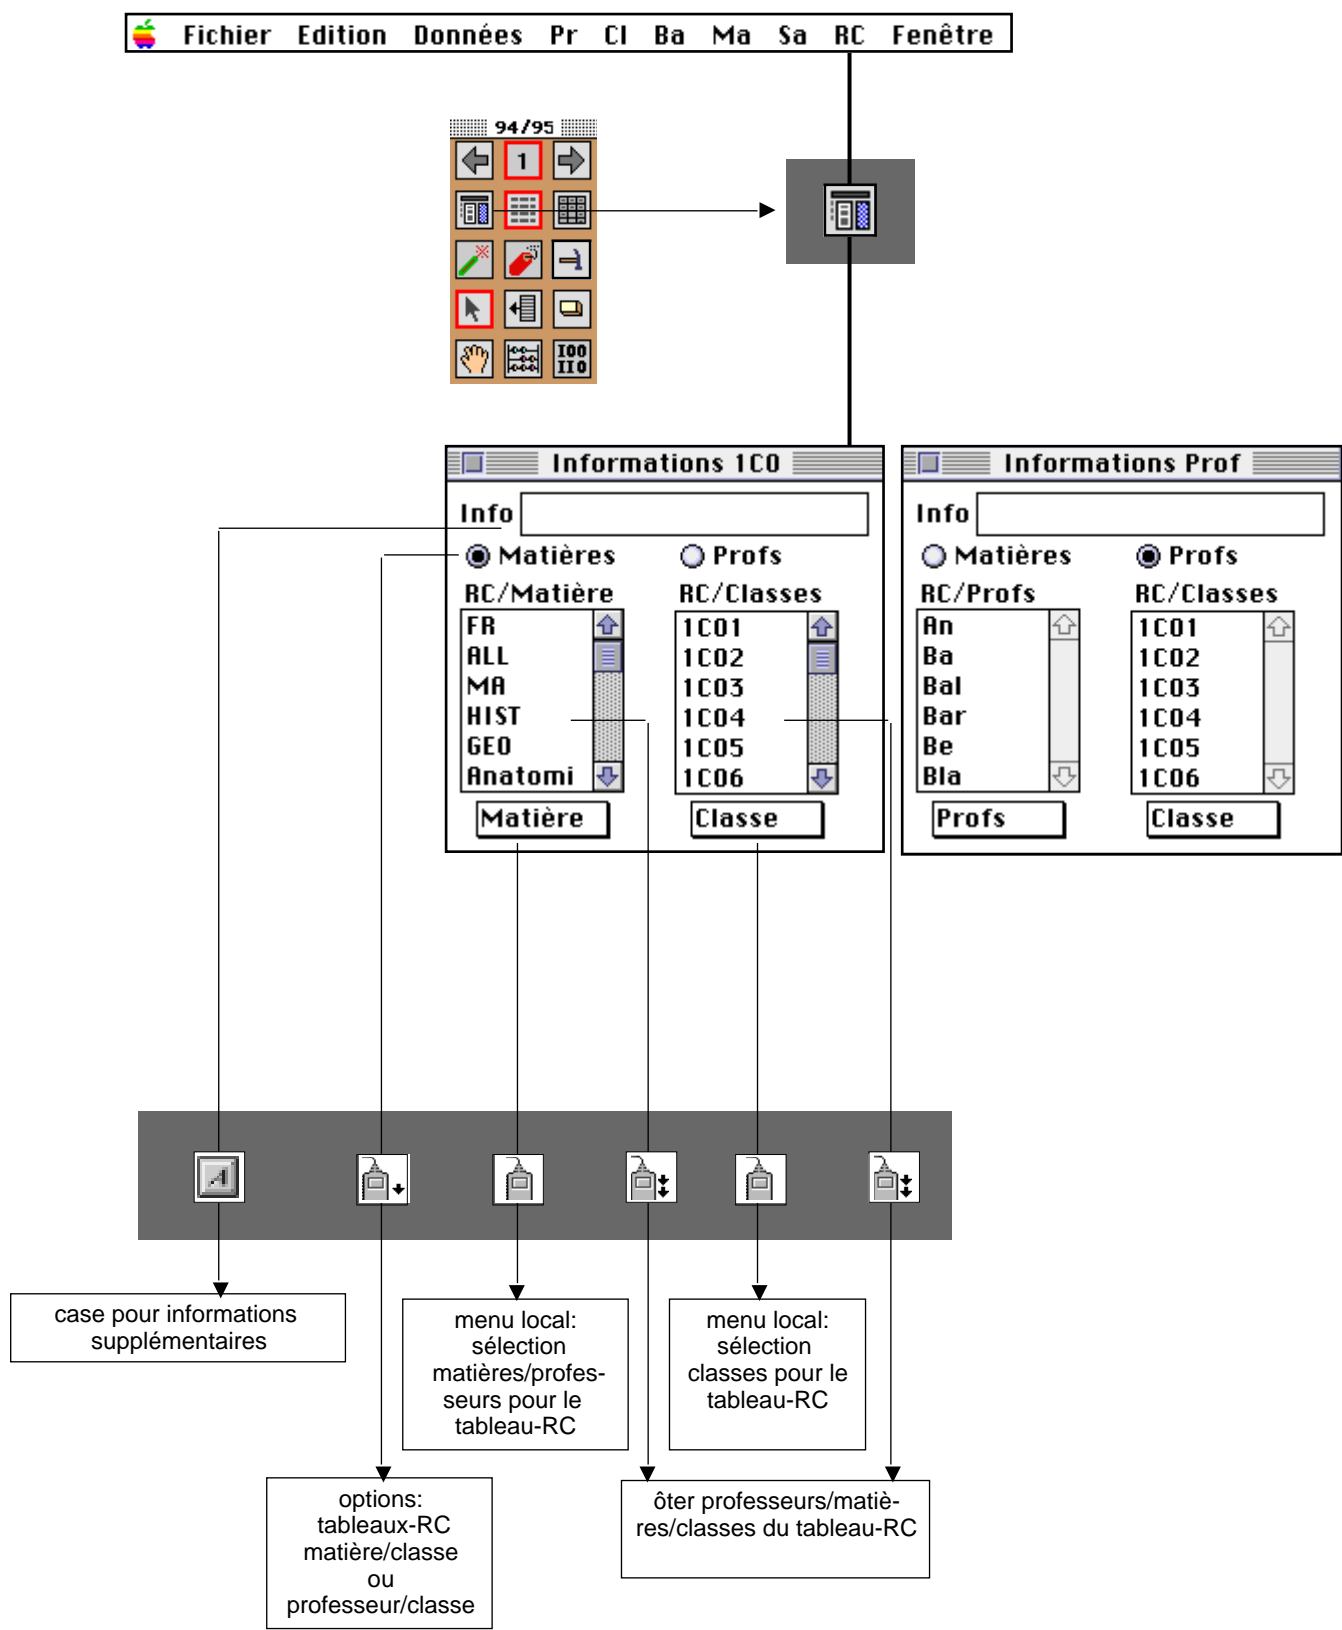 Fichier Edition Données Pr Cl Ba Ma Sa RC Fenêtre
94/95
1
I00
II0
Informations 1C0
Info
Matières Profs
RC/Matière RC/Classes
FR 1C01
ALL 1C02
MA 1C03
HIST 1C04
GEO 1C05
Anatomi 1C06
Matière Classe
Informations Prof
Info
Matières Profs
RC/Profs RC/Classes
An 1C01
Ba 1C02
Bal 1C03
Bar 1C04
Be 1C05
Bla 1C06
Profs Classe
A
case pour informations
supplémentaires
menu local:
sélection
matières/profes-
seurs pour le
tableau-RC
menu local:
sélection
classes pour le
tableau-RC
options:
tableaux-RC
matière/classe
ou
professeur/classe
ôter professeurs/matiè-
res/classes du tableau-RC